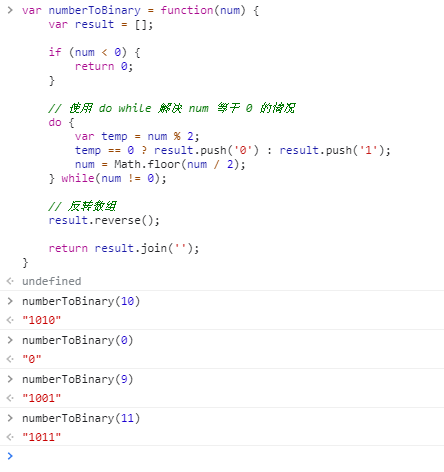 > var numberToBinary = function(num) {
var result = [];
if (num < 0) {
return 0;
}
// 使用 do while 解决 num 等于 0 的情况
do {
var temp = num % 2;
temp == 0 ? result.push('0') : result.push('1');
num = Math.floor(num / 2);
} while(num != 0);
// 反转数组
result.reverse();
return result.join('');
}
undefined
> numberToBinary(10)
"1010"
> numberToBinary(0)
"0"
> numberToBinary(9)
"1001"
> numberToBinary(11)
"1011"
>